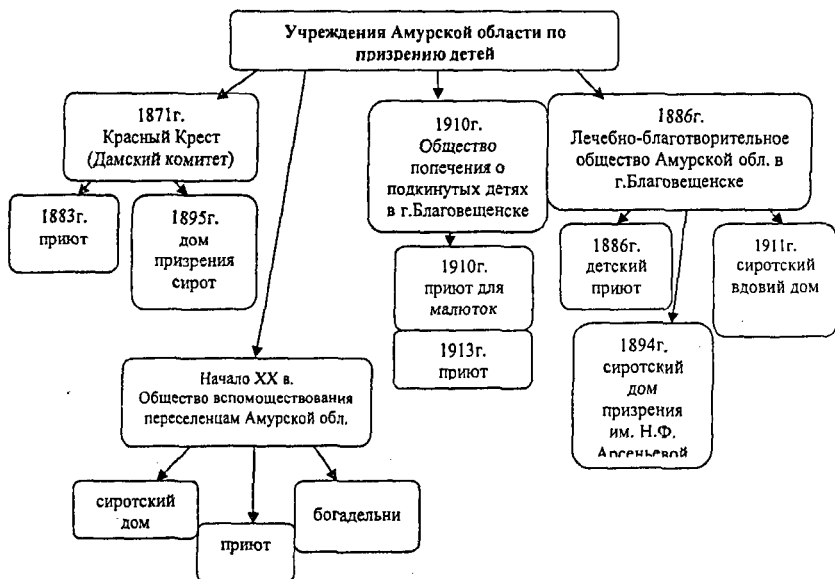 Учреждения Амурской области по
призрению детей
1871г.
Красный Крест
(Дамский комитет)
1883г.
приют
1895г.
дом
призрения
сирот
1910г.
Общество
попечения о
подкинутых детях
в г.Благовещенске
1910г.
приют для
малюток
1913г.
приют
1886г.
Лечебно-благотворительное
общество Амурской обл. в
г.Благовещенске
1886г.
детский
приют
1894г.
сиротский
дом
призрения
им. Н.Ф.
Арсеньевой
1911г.
сиротский
вдовий дом
Начало XX в.
Общество вспомоществования
переселенцам Амурской обл.
сиротский
дом
приют
богадельни